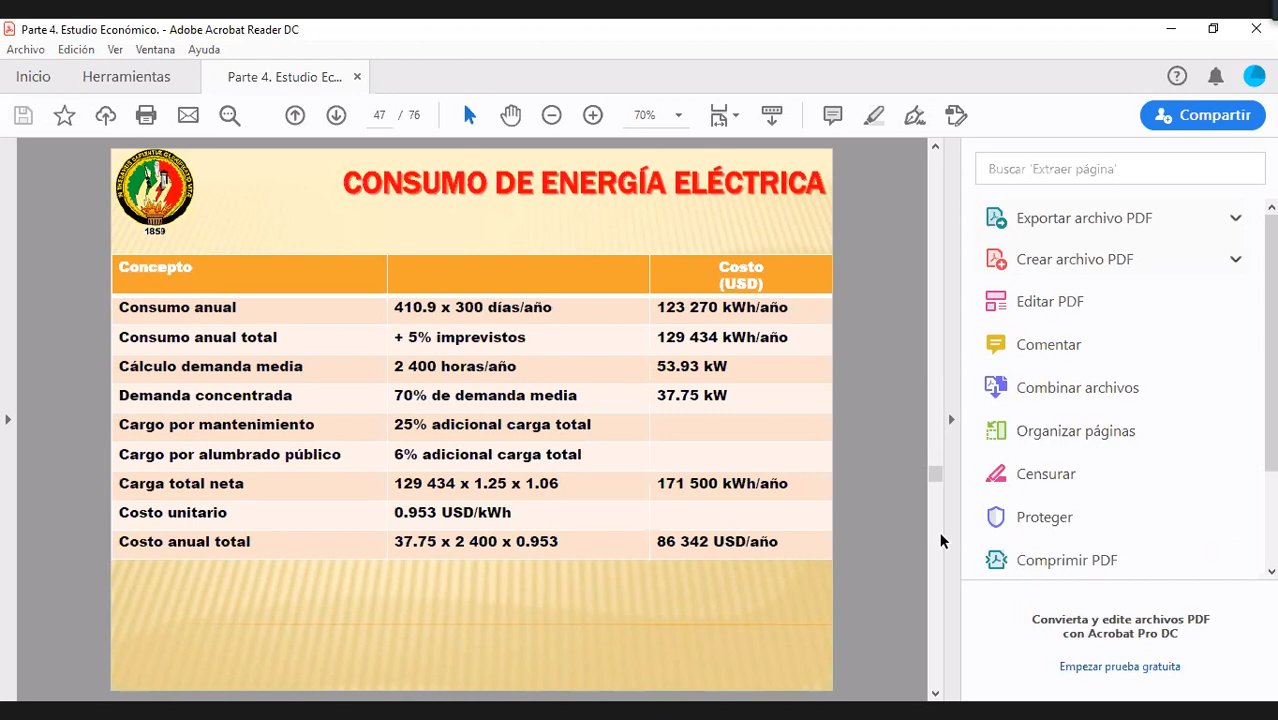 Parte 4. Estudio Económico. - Adobe Acrobat Reader DC
Archivo Edición Ver Ventana Ayuda
Inicio Herramientas Parte 4. Estudio Ec... ×
47 / 76 70% Compartir
CONSUMO DE ENERGÍA ELÉCTRICA
1859
Concepto Costo
(USD)
Consumo anual 410.9 x 300 días/año 123 270 kWh/año
Consumo anual total + 5% imprevistos 129 434 kWh/año
Cálculo demanda media 2 400 horas/año 53.93 kW
Demanda concentrada 70% de demanda media 37.75 kW
Cargo por mantenimiento 25% adicional carga total
Cargo por alumbrado público 6% adicional carga total
Carga total neta 129 434 x 1.25 x 1.06 171 500 kWh/año
Costo unitario 0.953 USD/kWh
Costo anual total 37.75 x 2 400 x 0.953 86 342 USD/año
Buscar 'Extraer página'
Exportar archivo PDF
Crear archivo PDF
Editar PDF
Comentar
Combinar archivos
Organizar páginas
Censurar
Proteger
Comprimir PDF
Convierta y edite archivos PDF
con Acrobat Pro DC
Empezar prueba gratuita